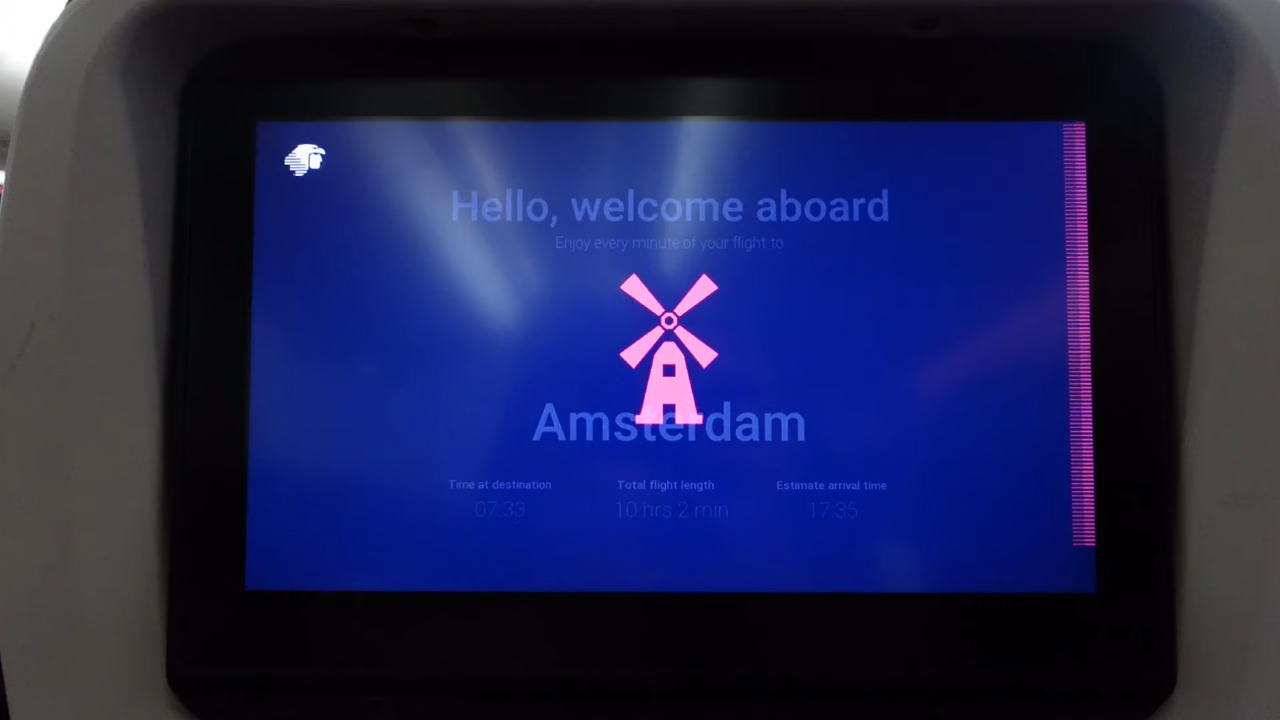 Hello, welcome aboard
Enjoy every minute of your flight to
Amsterdam
Time at destination Total flight length Estimate arrival time
07:33 10 hrs 2 min 17:35